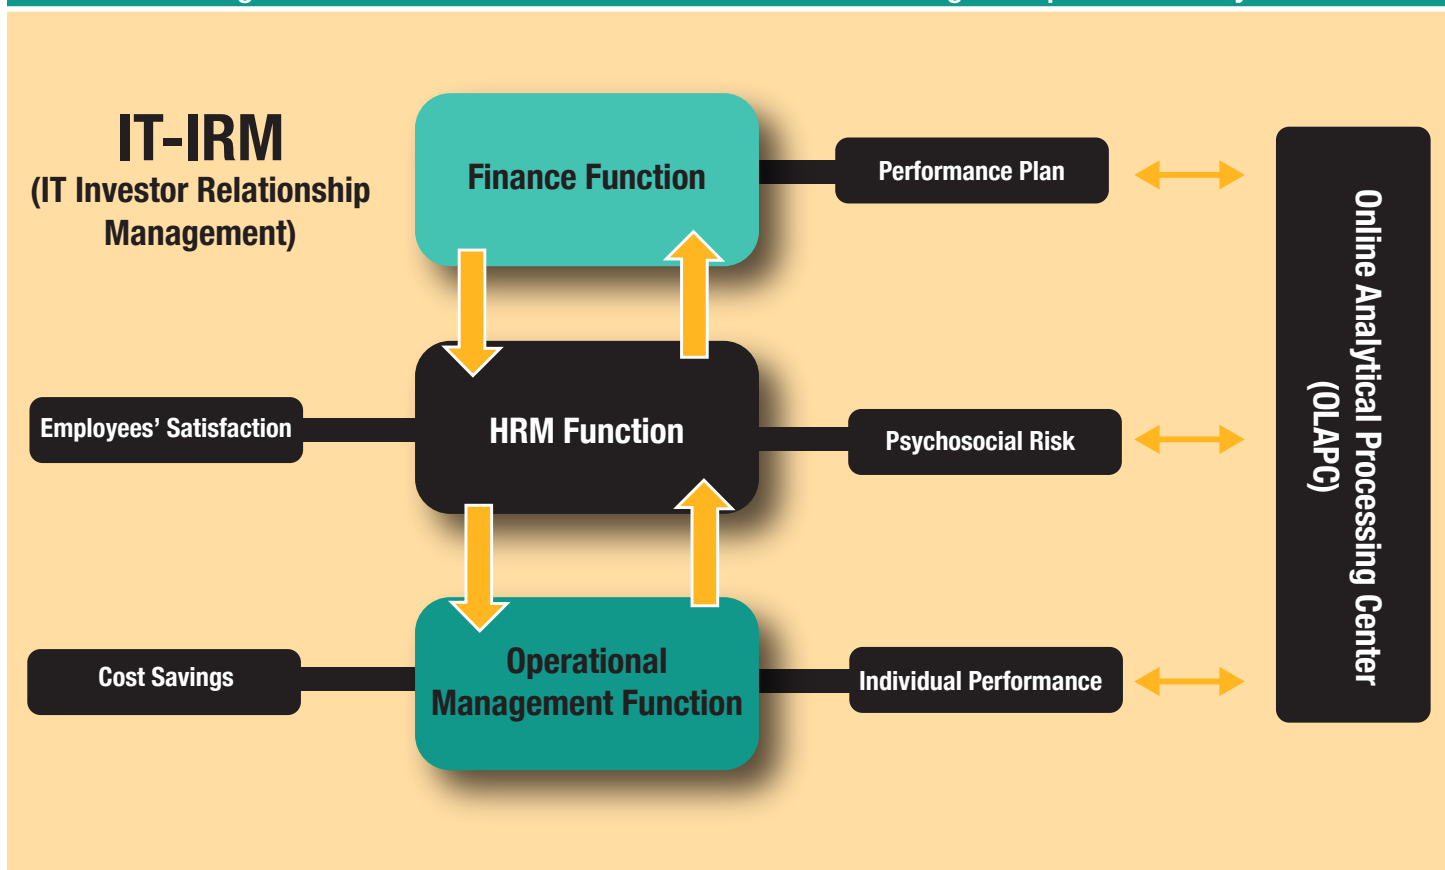 IT-IRM
(IT Investor Relationship
Management)
Finance Function
Performance Plan
Employees’ Satisfaction
HRM Function
Psychosocial Risk
Cost Savings
Operational
Management Function
Individual Performance
Online Analytical Processing Center
(OLAPC)